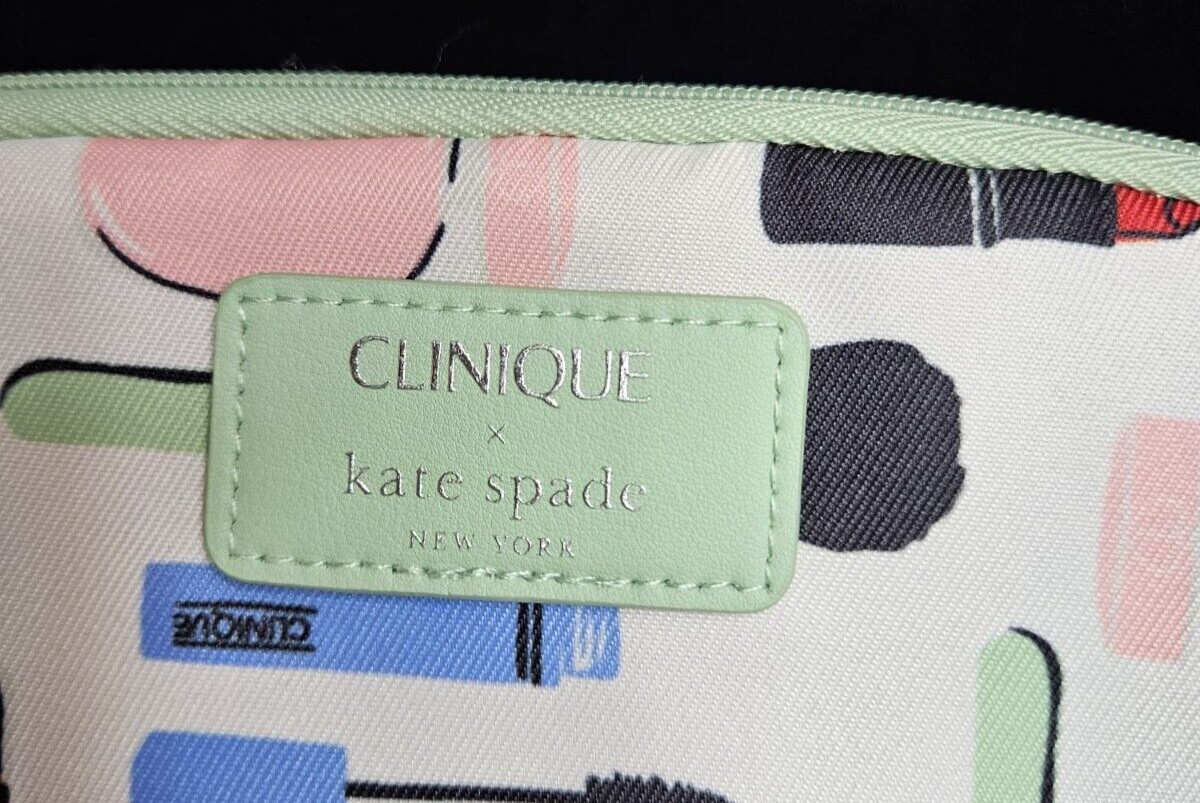 CLINIQUE
×
kate spade
NEW YORK
CLINIQUE